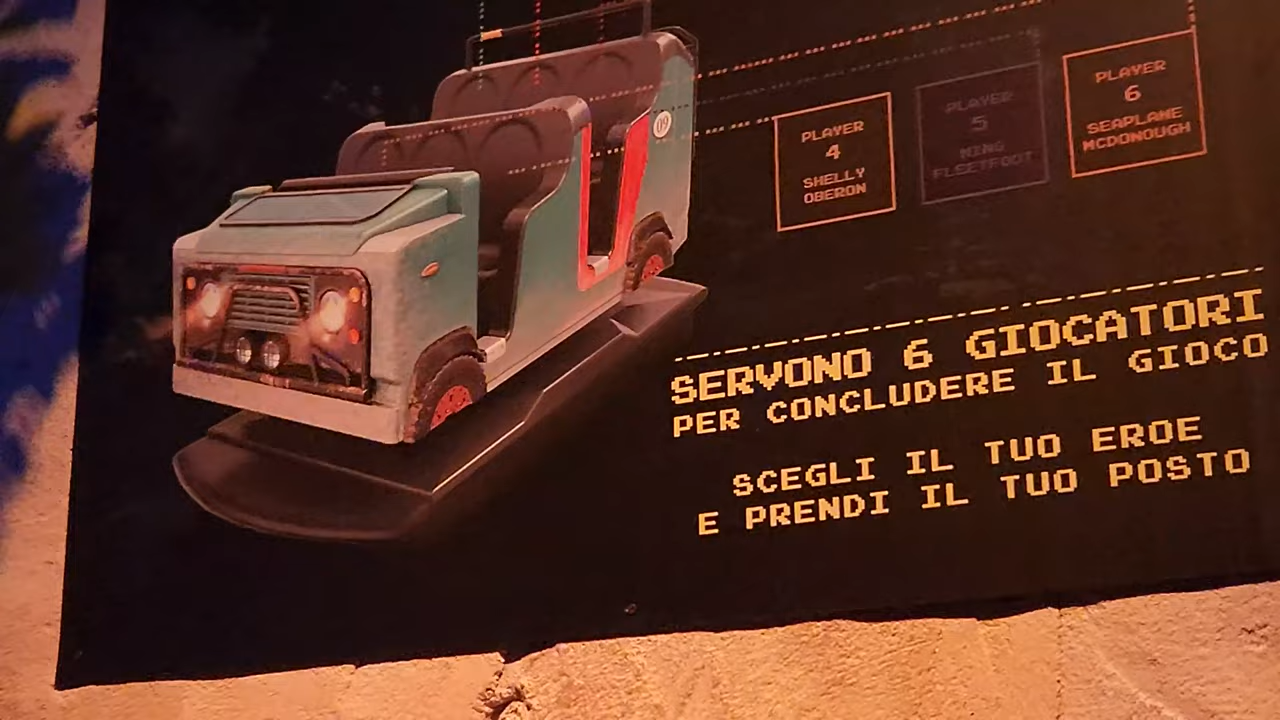 PLAYER
4
SHELLY
OBERON
PLAYER
5
MING
FLEETFOOT
PLAYER
6
SEAPLANE
MCDONOUGH
09
SERVONO 6 GIOCATORI
PER CONCLUDERE IL GIOCO
SCEGLI IL TUO EROE
E PRENDI IL TUO POSTO